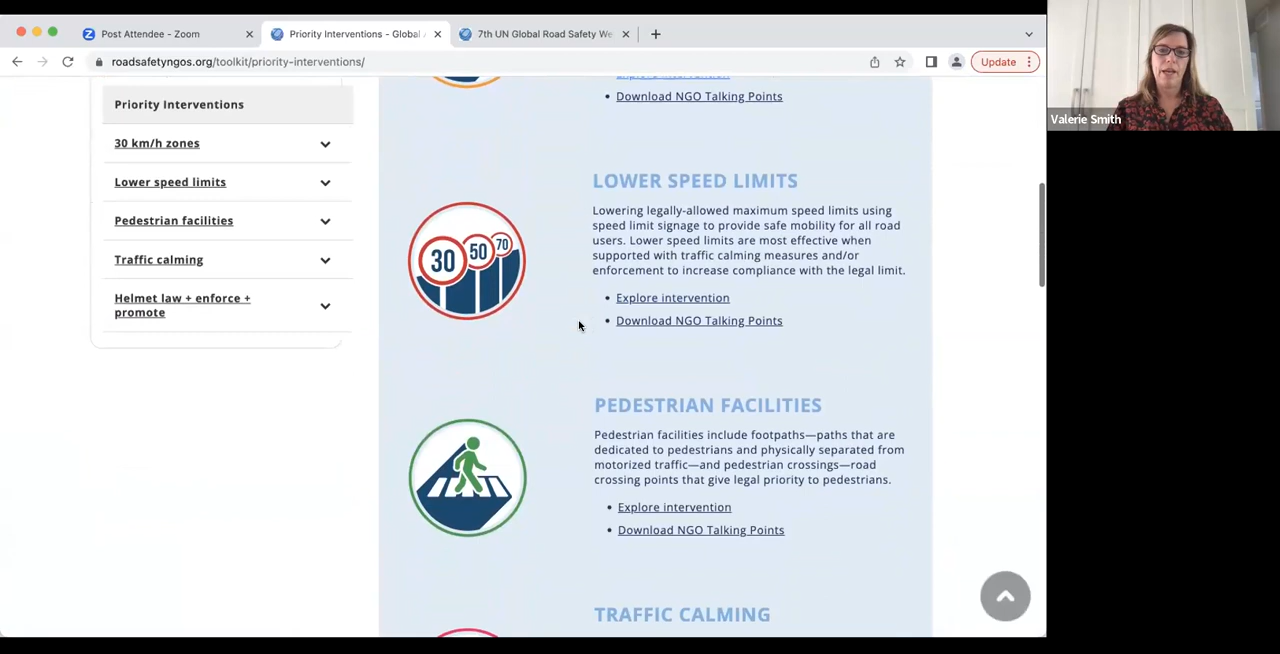 Post Attendee - Zoom
Priority Interventions - Global
7th UN Global Road Safety We
roadsafetyngos.org/toolkit/priority-interventions/
Update
Valerie Smith
Priority Interventions
30 km/h zones
Lower speed limits
Pedestrian facilities
Traffic calming
Helmet law + enforce +
promote
• Download NGO Talking Points
LOWER SPEED LIMITS
30 50 70
Lowering legally-allowed maximum speed limits using
speed limit signage to provide safe mobility for all road
users. Lower speed limits are most effective when
supported with traffic calming measures and/or
enforcement to increase compliance with the legal limit.
• Explore intervention
• Download NGO Talking Points
PEDESTRIAN FACILITIES
Pedestrian facilities include footpaths—paths that are
dedicated to pedestrians and physically separated from
motorized traffic—and pedestrian crossings—road
crossing points that give legal priority to pedestrians.
• Explore intervention
• Download NGO Talking Points
TRAFFIC CALMING